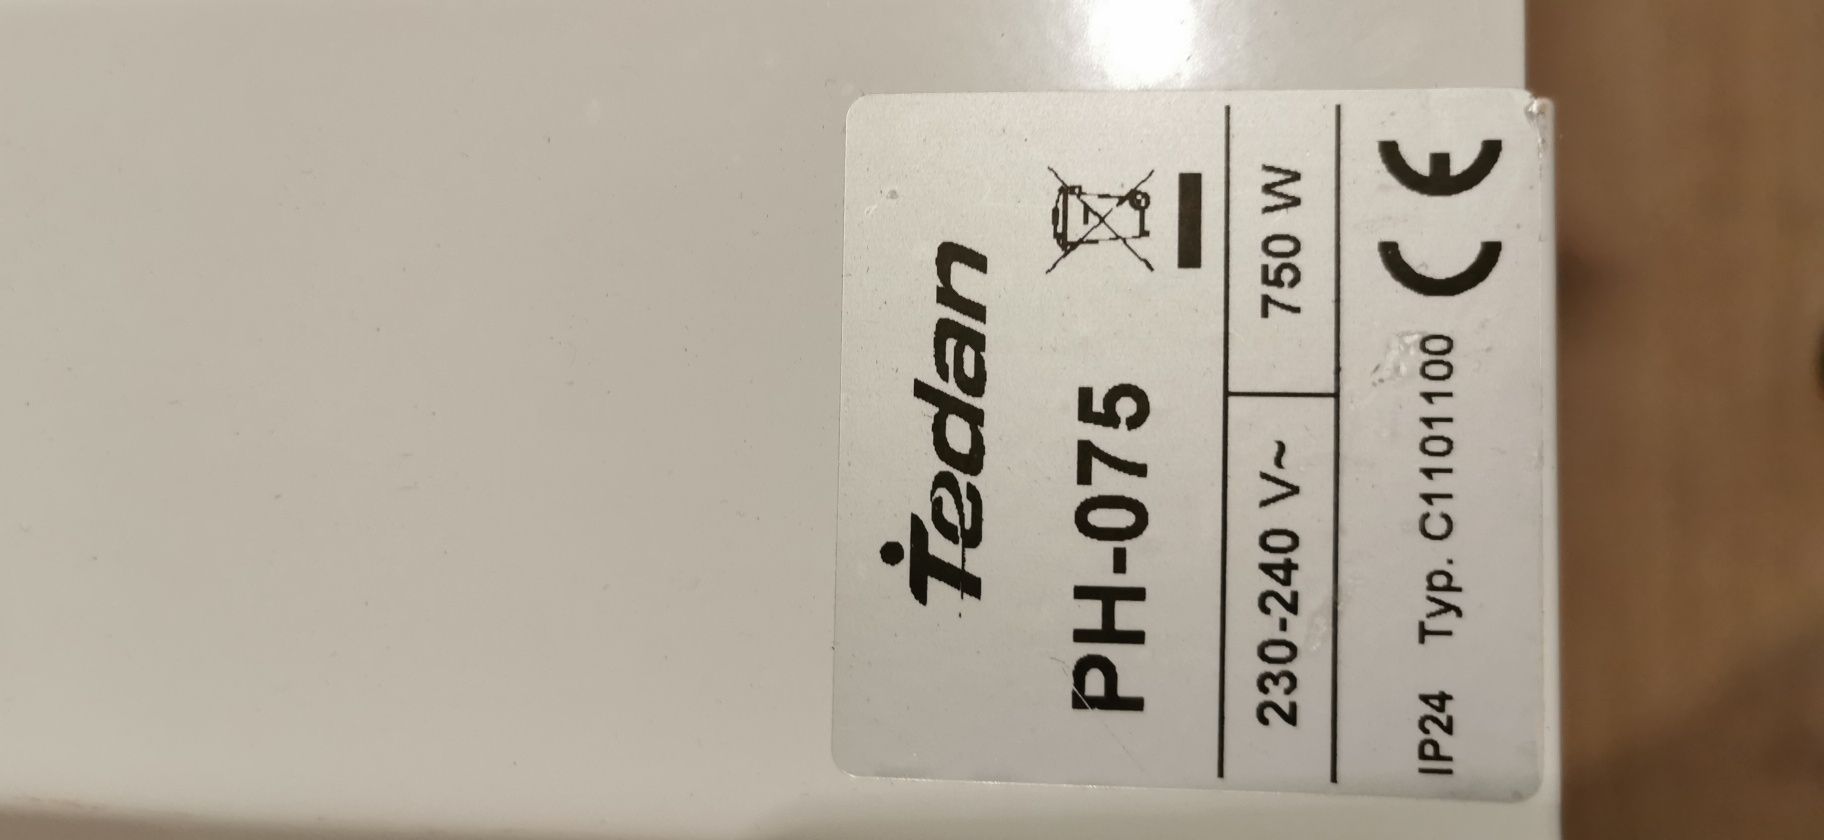 Tedan
PH-075
230-240 V~ 750 W
IP24 Typ. C1101100 CE